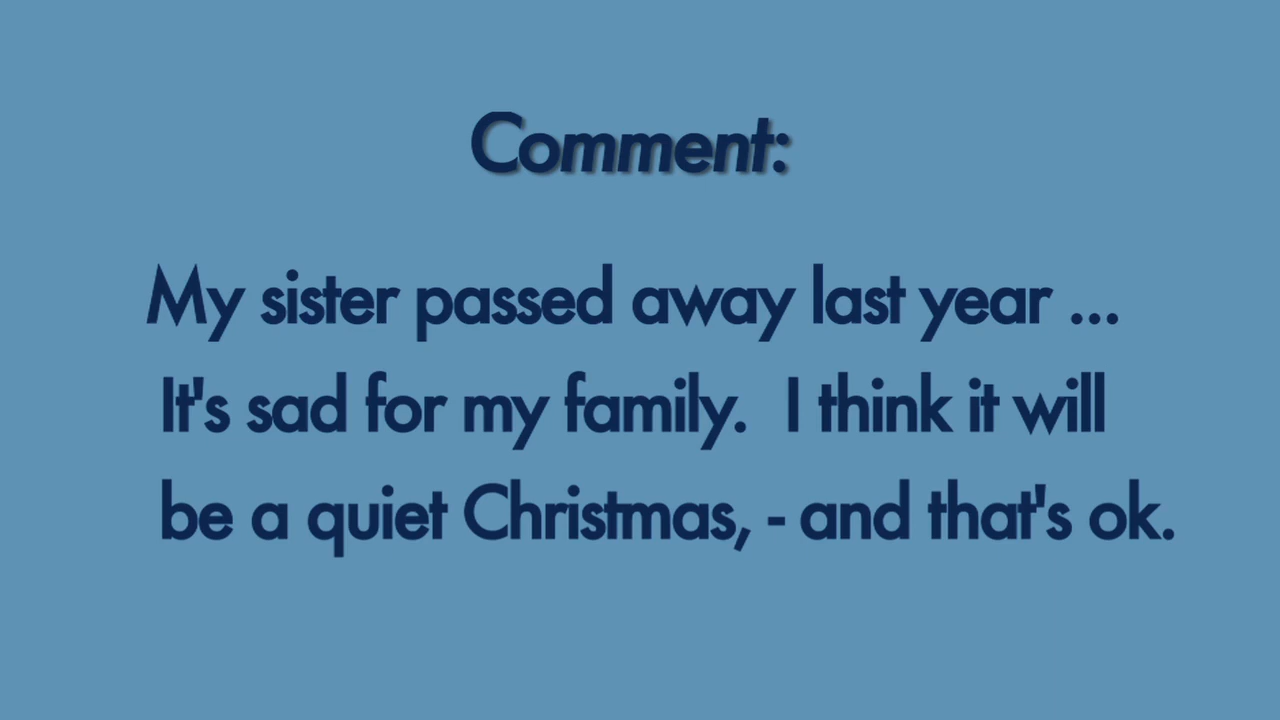 Comment:
My sister passed away last year ...
It's sad for my family.  I think it will
be a quiet Christmas, - and that's ok.